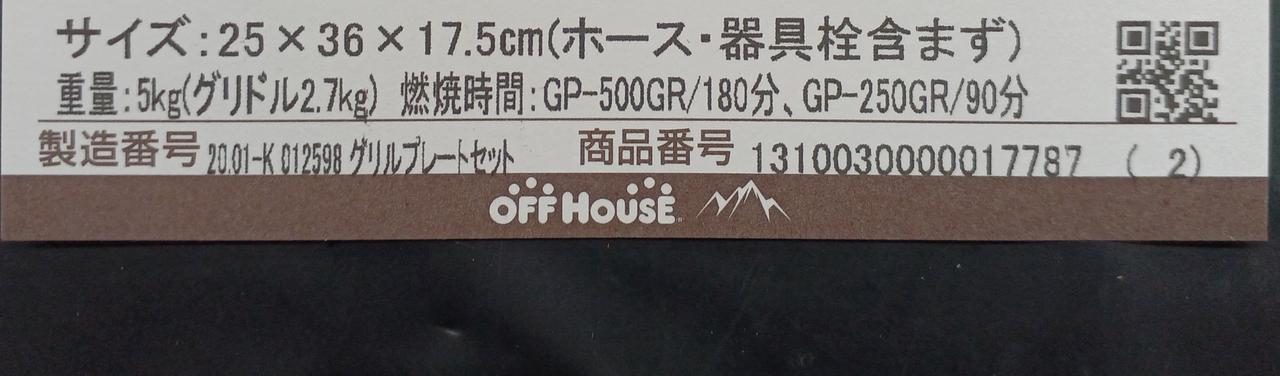 サイズ:25×36×17.5cm(ホース・器具栓含まず)
重量:5kg(グリドル2.7kg) 燃焼時間:GP-500GR/180分、GP-250GR/90分
製造番号 20.01-K 012598 グリルプレートセット 商品番号 1310030000017787 ( 2)
OFF HOUSE